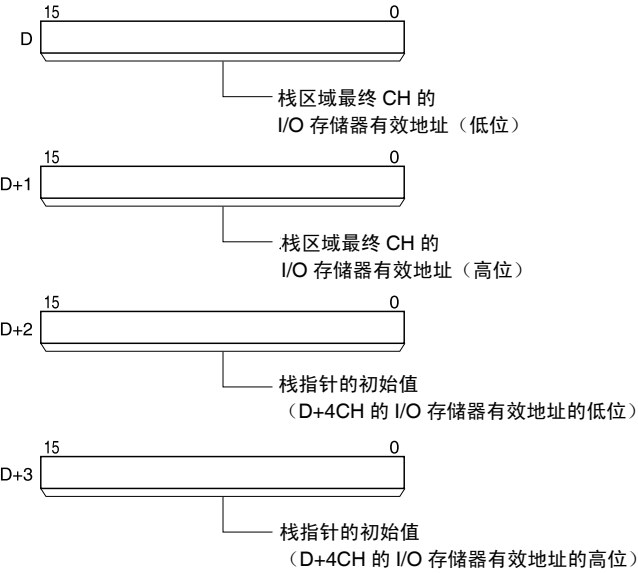 15 0
D
栈区域最终 CH 的
I/O 存储器有效地址（低位）
15 0
D+1
栈区域最终 CH 的
I/O 存储器有效地址（高位）
15 0
D+2
栈指针的初始值
（D+4CH 的 I/O 存储器有效地址的低位）
15 0
D+3
栈指针的初始值
（D+4CH 的 I/O 存储器有效地址的高位）